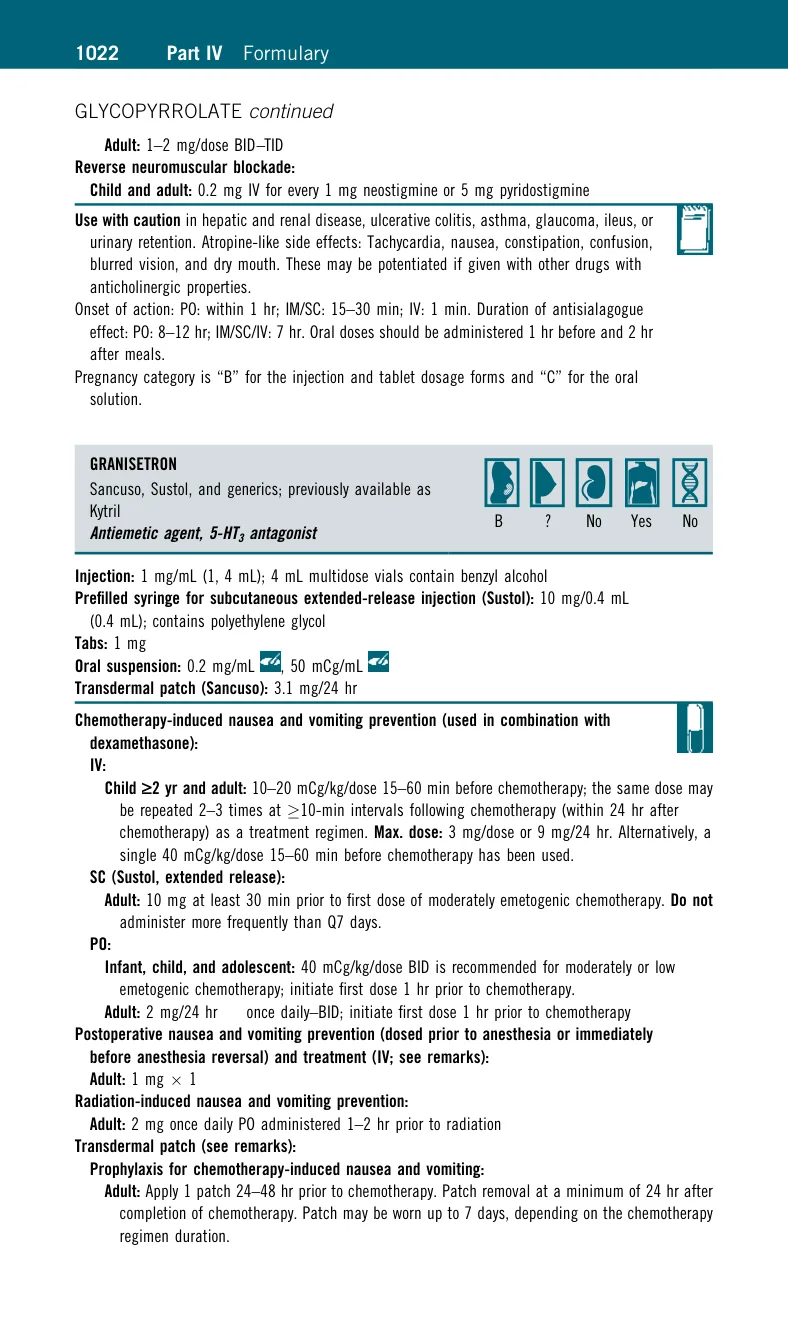 1022 Part IV Formulary
GLYCOPYRROLATE continued
Adult: 1–2 mg/dose BID–TID
Reverse neuromuscular blockade:
Child and adult: 0.2 mg IV for every 1 mg neostigmine or 5 mg pyridostigmine
Use with caution in hepatic and renal disease, ulcerative colitis, asthma, glaucoma, ileus, or
urinary retention. Atropine-like side effects: Tachycardia, nausea, constipation, confusion,
blurred vision, and dry mouth. These may be potentiated if given with other drugs with
anticholinergic properties.
Onset of action: PO: within 1 hr; IM/SC: 15–30 min; IV: 1 min. Duration of antisialagogue
effect: PO: 8–12 hr; IM/SC/IV: 7 hr. Oral doses should be administered 1 hr before and 2 hr
after meals.
Pregnancy category is “B” for the injection and tablet dosage forms and “C” for the oral
solution.
GRANISETRON
Sancuso, Sustol, and generics; previously available as
Kytril
Antiemetic agent, 5-HT3 antagonist
B ? No Yes No
Injection: 1 mg/mL (1, 4 mL); 4 mL multidose vials contain benzyl alcohol
Prefilled syringe for subcutaneous extended-release injection (Sustol): 10 mg/0.4 mL
(0.4 mL); contains polyethylene glycol
Tabs: 1 mg
Oral suspension: 0.2 mg/mL , 50 mCg/mL
Transdermal patch (Sancuso): 3.1 mg/24 hr
Chemotherapy-induced nausea and vomiting prevention (used in combination with
dexamethasone):
IV:
Child ≥2 yr and adult: 10–20 mCg/kg/dose 15–60 min before chemotherapy; the same dose may
be repeated 2–3 times at ≥10-min intervals following chemotherapy (within 24 hr after
chemotherapy) as a treatment regimen. Max. dose: 3 mg/dose or 9 mg/24 hr. Alternatively, a
single 40 mCg/kg/dose 15–60 min before chemotherapy has been used.
SC (Sustol, extended release):
Adult: 10 mg at least 30 min prior to first dose of moderately emetogenic chemotherapy. Do not
administer more frequently than Q7 days.
PO:
Infant, child, and adolescent: 40 mCg/kg/dose BID is recommended for moderately or low
emetogenic chemotherapy; initiate first dose 1 hr prior to chemotherapy.
Adult: 2 mg/24 hr once daily–BID; initiate first dose 1 hr prior to chemotherapy
Postoperative nausea and vomiting prevention (dosed prior to anesthesia or immediately
before anesthesia reversal) and treatment (IV; see remarks):
Adult: 1 mg × 1
Radiation-induced nausea and vomiting prevention:
Adult: 2 mg once daily PO administered 1–2 hr prior to radiation
Transdermal patch (see remarks):
Prophylaxis for chemotherapy-induced nausea and vomiting:
Adult: Apply 1 patch 24–48 hr prior to chemotherapy. Patch removal at a minimum of 24 hr after
completion of chemotherapy. Patch may be worn up to 7 days, depending on the chemotherapy
regimen duration.